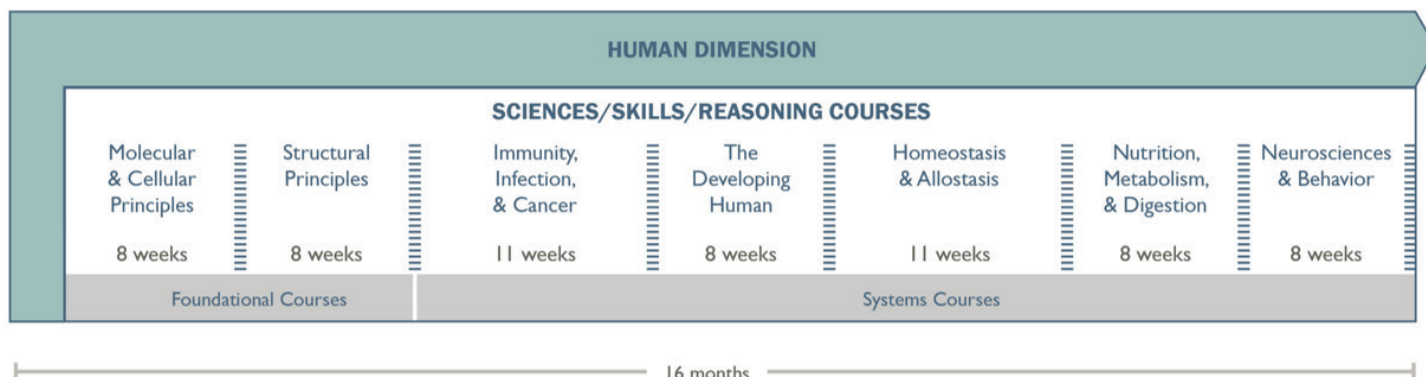 HUMAN DIMENSION
SCIENCES/SKILLS/REASONING COURSES
Molecular
& Cellular
Principles
8 weeks
Structural
Principles
8 weeks
Immunity,
Infection,
& Cancer
11 weeks
The
Developing
Human
8 weeks
Homeostasis
& Allostasis
11 weeks
Nutrition,
Metabolism,
& Digestion
8 weeks
Neurosciences
& Behavior
8 weeks
Foundational Courses
Systems Courses
16 months